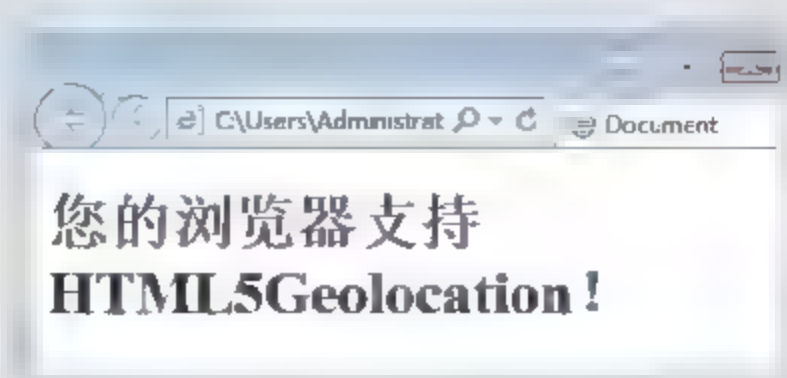 C:\Users\Administrat Document
您的浏览器支持
HTML5Geolocation!